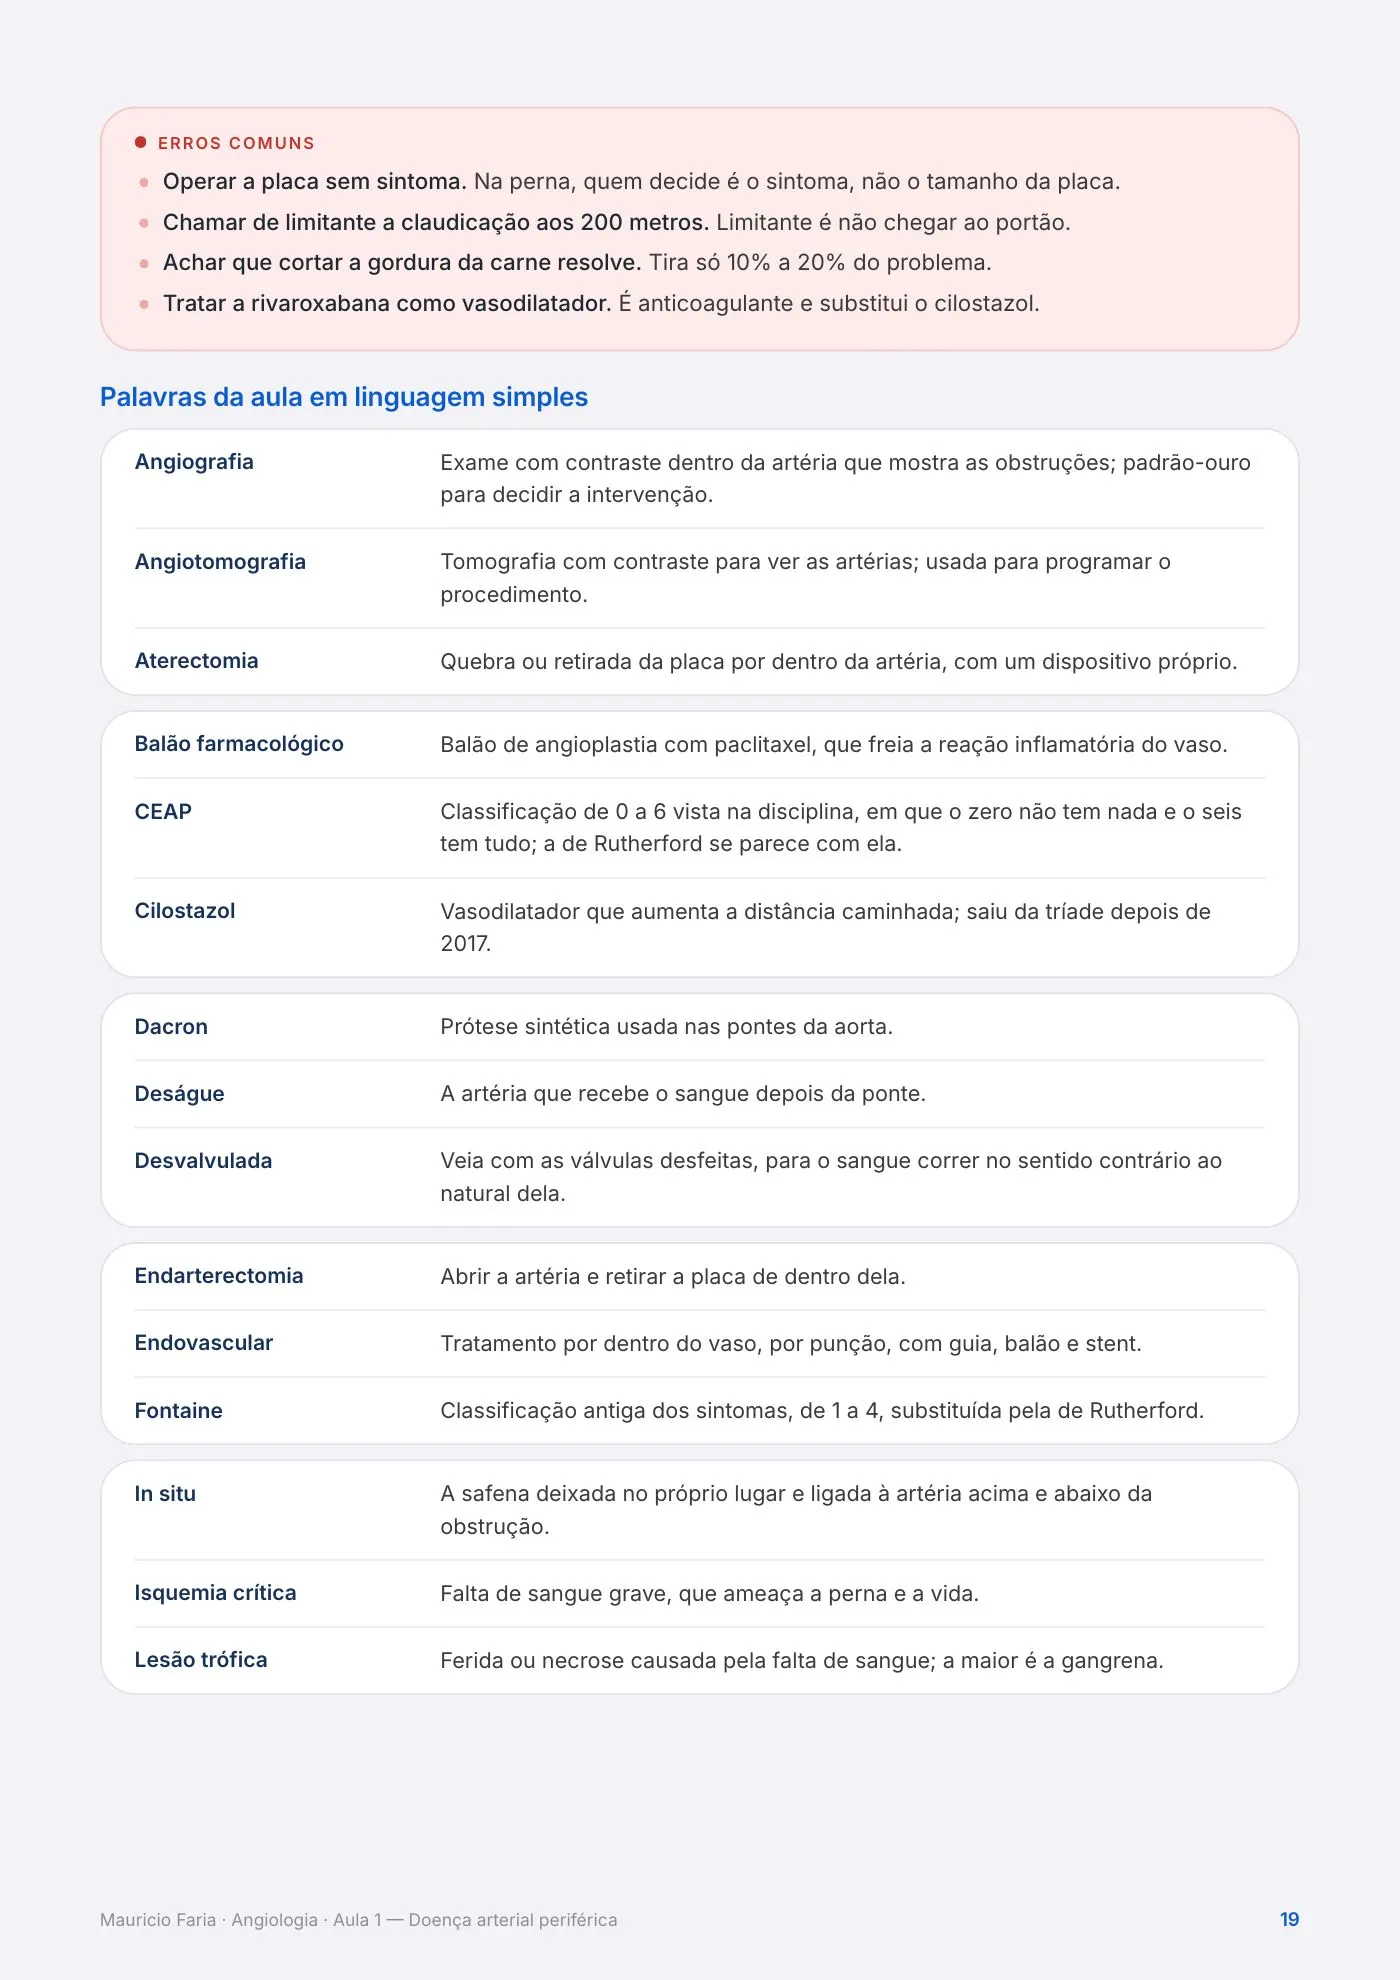 ERROS COMUNS
Operar a placa sem sintoma. Na perna, quem decide é o sintoma, não o tamanho da placa.
Chamar de limitante a claudicação aos 200 metros. Limitante é não chegar ao portão.
Achar que cortar a gordura da carne resolve. Tira só 10% a 20% do problema.
Tratar a rivaroxabana como vasodilatador. É anticoagulante e substitui o cilostazol.
Palavras da aula em linguagem simples
Angiografia
Exame com contraste dentro da artéria que mostra as obstruções; padrão-ouro
para decidir a intervenção.
Angiotomografia
Tomografia com contraste para ver as artérias; usada para programar o
procedimento.
Aterectomia
Quebra ou retirada da placa por dentro da artéria, com um dispositivo próprio.
Balão farmacológico
Balão de angioplastia com paclitaxel, que freia a reação inflamatória do vaso.
CEAP
Classificação de 0 a 6 vista na disciplina, em que o zero não tem nada e o seis
tem tudo; a de Rutherford se parece com ela.
Cilostazol
Vasodilatador que aumenta a distância caminhada; saiu da tríade depois de
2017.
Dacron
Prótese sintética usada nas pontes da aorta.
Deságue
A artéria que recebe o sangue depois da ponte.
Desvalvulada
Veia com as válvulas desfeitas, para o sangue correr no sentido contrário ao
natural dela.
Endarterectomia
Abrir a artéria e retirar a placa de dentro dela.
Endovascular
Tratamento por dentro do vaso, por punção, com guia, balão e stent.
Fontaine
Classificação antiga dos sintomas, de 1 a 4, substituída pela de Rutherford.
In situ
A safena deixada no próprio lugar e ligada à artéria acima e abaixo da
obstrução.
Isquemia crítica
Falta de sangue grave, que ameaça a perna e a vida.
Lesão trófica
Ferida ou necrose causada pela falta de sangue; a maior é a gangrena.
Mauricio Faria · Angiologia · Aula 1 — Doença arterial periférica
19